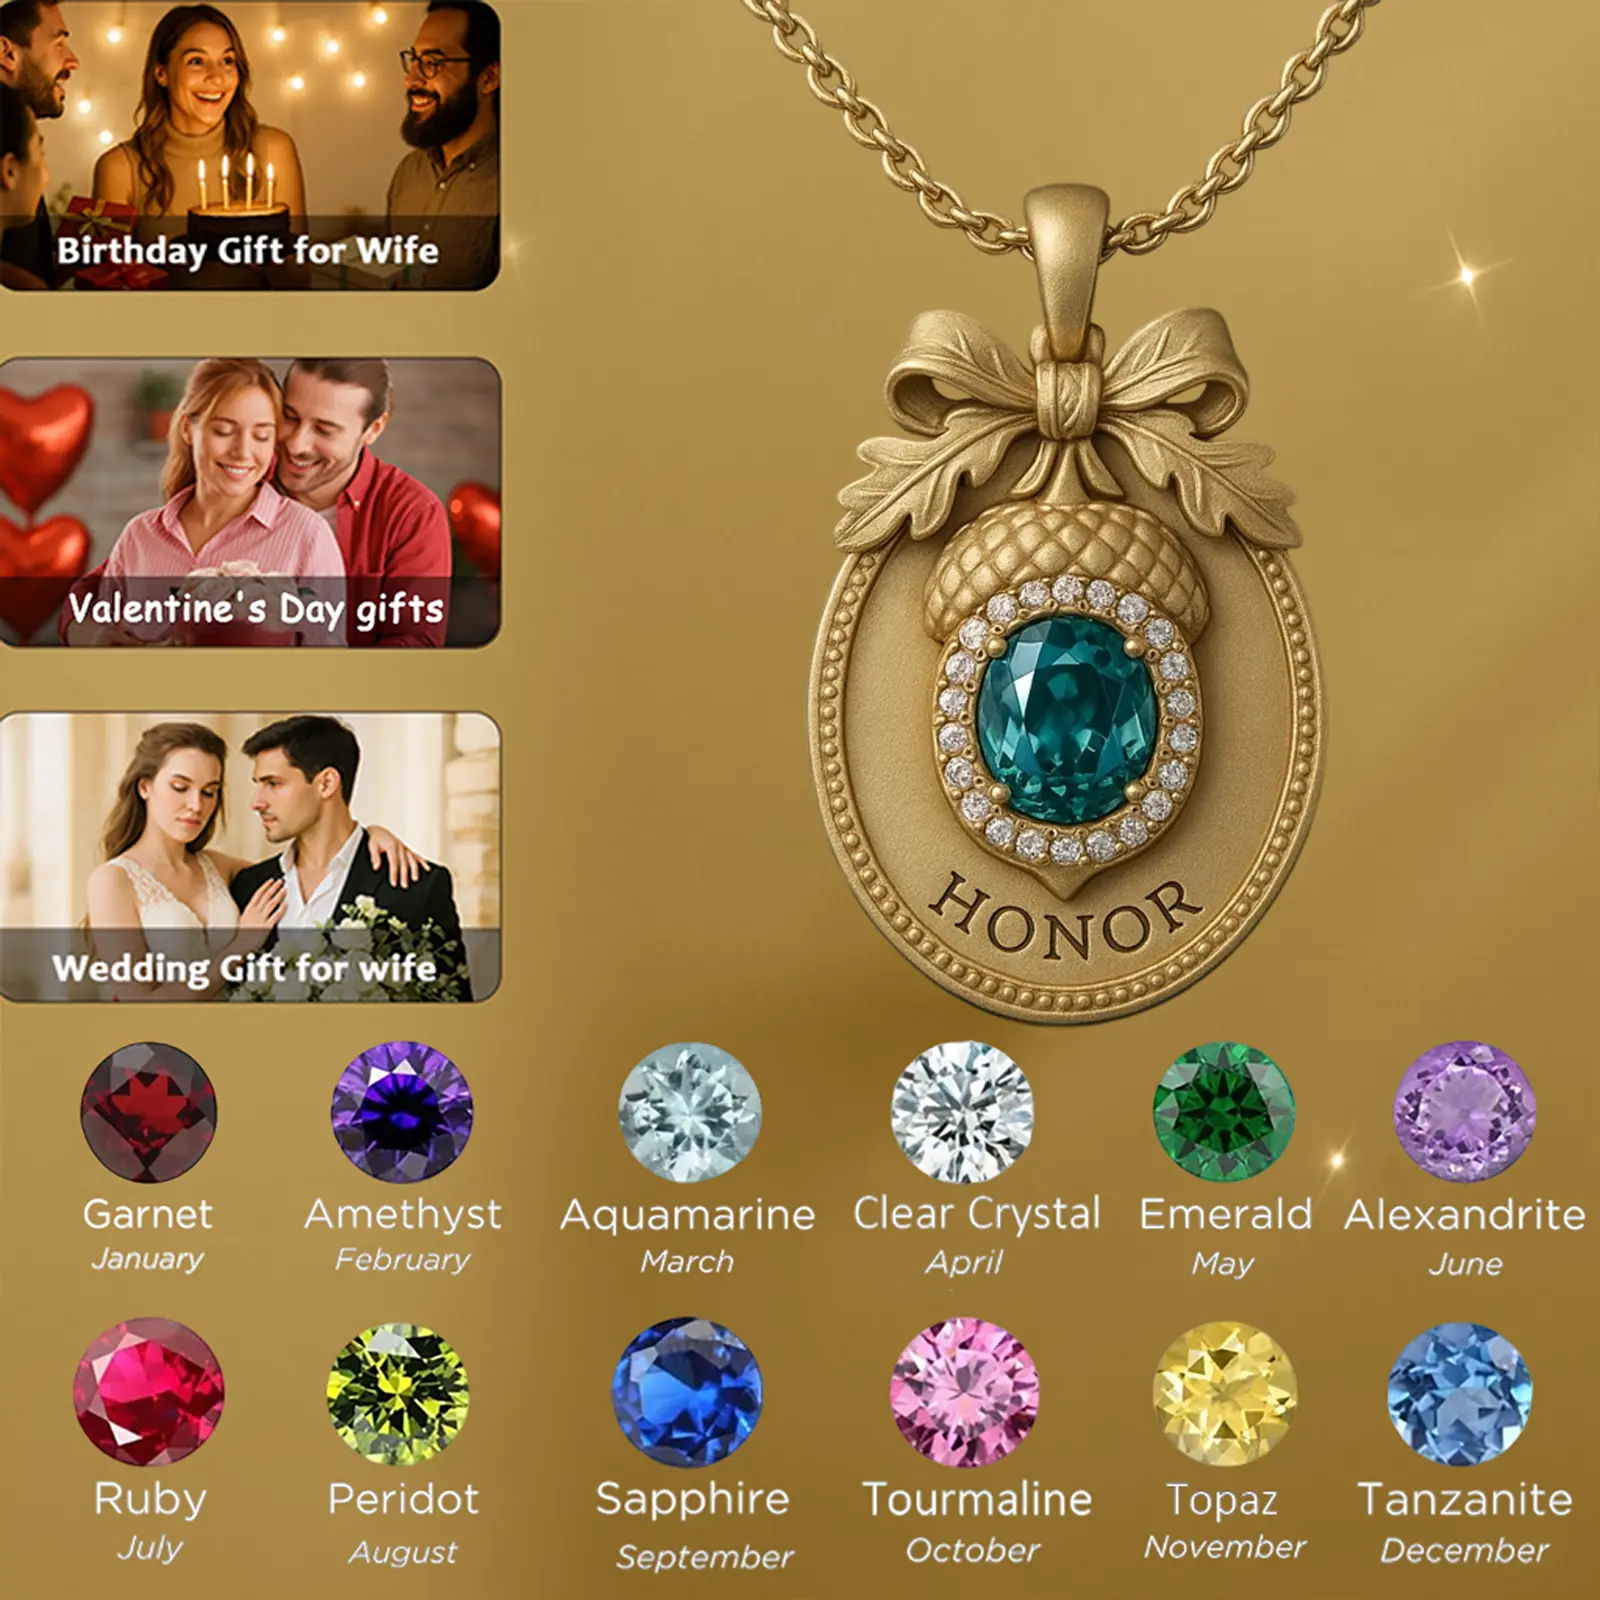 Birthday Gift for Wife
Valentine's Day gifts
Wedding Gift for wife
HONOR
Garnet
January
Amethyst
February
Aquamarine
March
Clear Crystal
April
Emerald
May
Alexandrite
June
Ruby
July
Peridot
August
Sapphire
September
Tourmaline
October
Topaz
November
Tanzanite
December